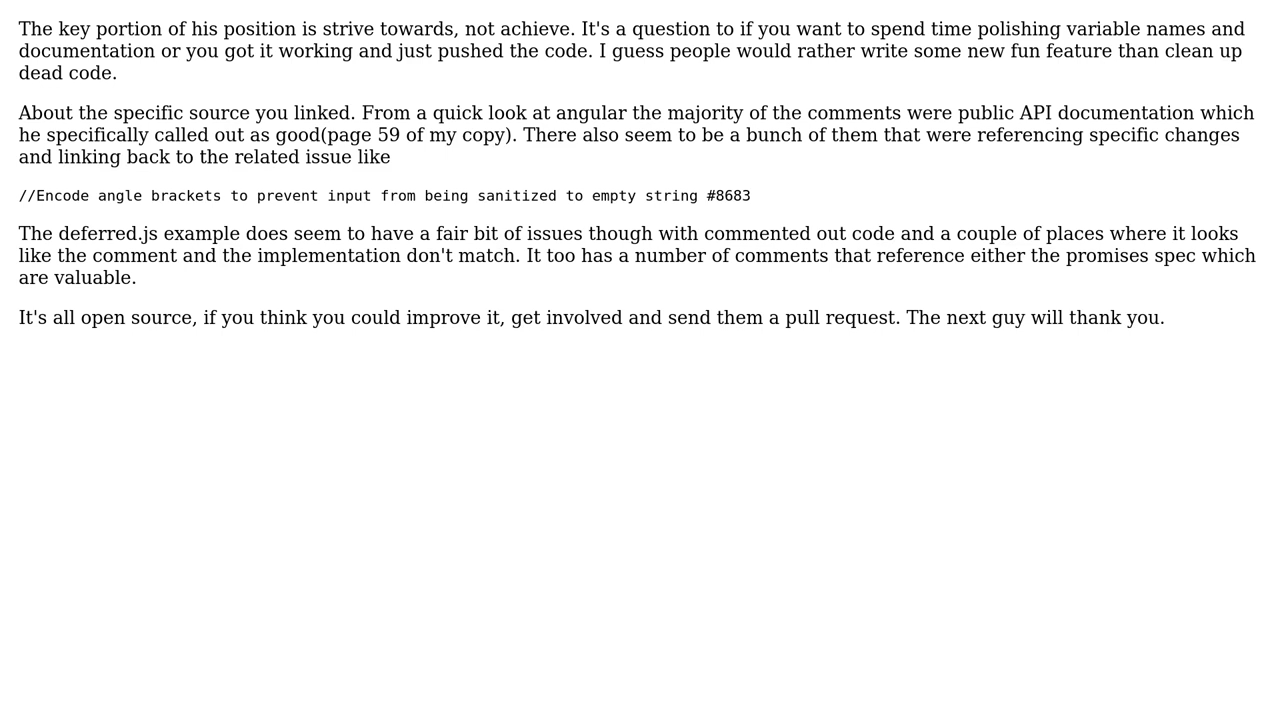 The key portion of his position is strive towards, not achieve. It's a question to if you want to spend time polishing variable names and
documentation or you got it working and just pushed the code. I guess people would rather write some new fun feature than clean up
dead code.
About the specific source you linked. From a quick look at angular the majority of the comments were public API documentation which
he specifically called out as good(page 59 of my copy). There also seem to be a bunch of them that were referencing specific changes
and linking back to the related issue like
//Encode angle brackets to prevent input from being sanitized to empty string #8683
The deferred.js example does seem to have a fair bit of issues though with commented out code and a couple of places where it looks
like the comment and the implementation don't match. It too has a number of comments that reference either the promises spec which
are valuable.
It's all open source, if you think you could improve it, get involved and send them a pull request. The next guy will thank you.